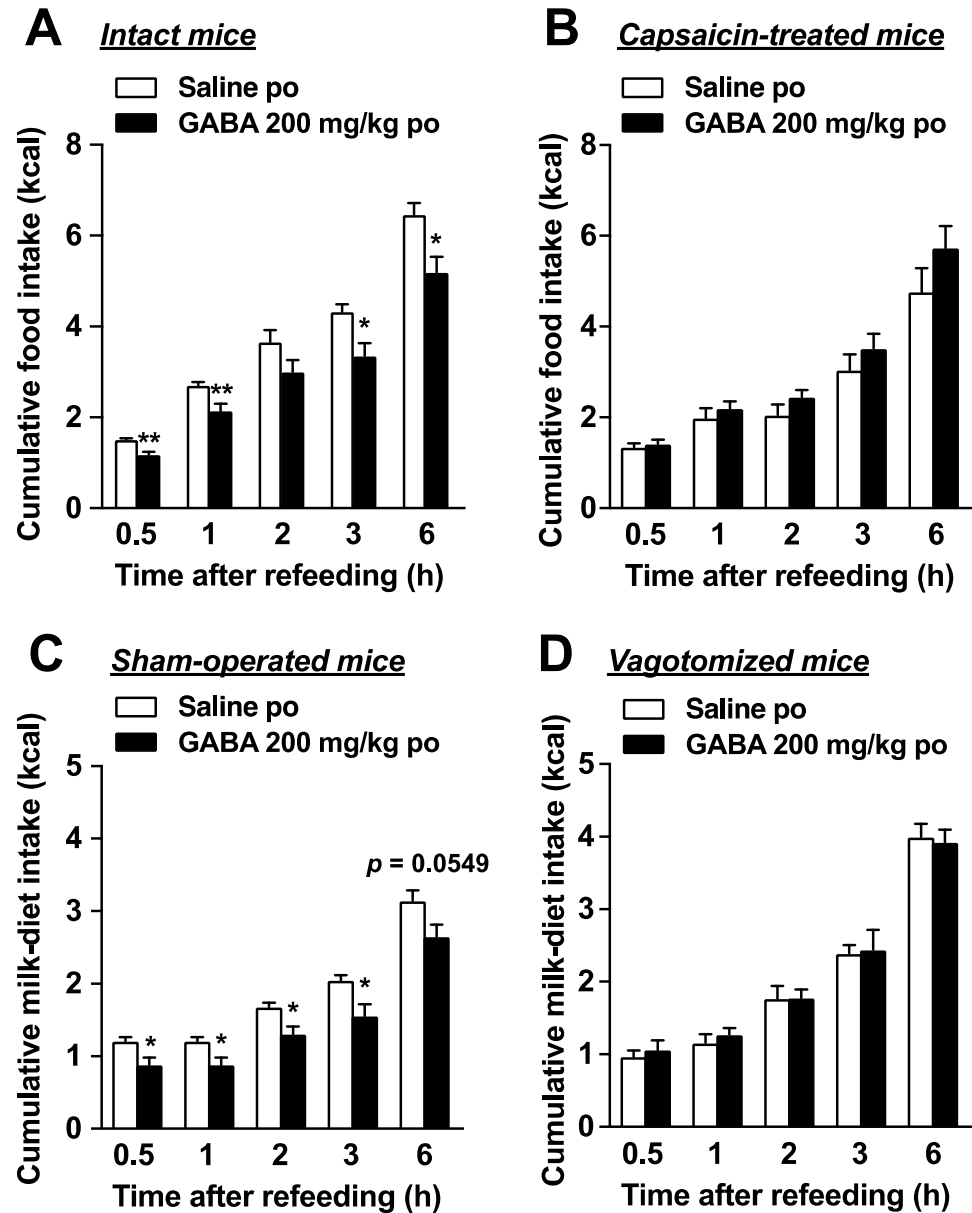 A Intact mice
Saline po
GABA 200 mg/kg po
Cumulative food intake (kcal)
8
6
4
2
0
** ** * *
0.5 1 2 3 6
Time after refeeding (h)
B Capsaicin-treated mice
Saline po
GABA 200 mg/kg po
Cumulative food intake (kcal)
8
6
4
2
0
0.5 1 2 3 6
Time after refeeding (h)
C Sham-operated mice
Saline po
GABA 200 mg/kg po
Cumulative milk-diet intake (kcal)
5
4
3
2
1
0
* * * * p = 0.0549
0.5 1 2 3 6
Time after refeeding (h)
D Vagotomized mice
Saline po
GABA 200 mg/kg po
Cumulative milk-diet intake (kcal)
5
4
3
2
1
0
0.5 1 2 3 6
Time after refeeding (h)